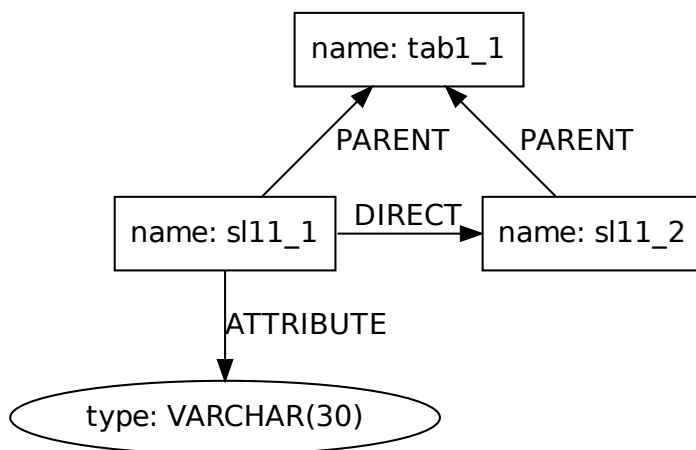 name: tab1_1
PARENT
PARENT
name: sl11_1
DIRECT
name: sl11_2
ATTRIBUTE
type: VARCHAR(30)